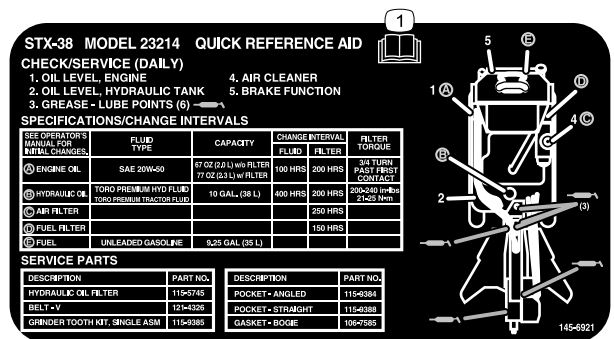 1
STX-38 MODEL 23214 QUICK REFERENCE AID
CHECK/SERVICE (DAILY)
1. OIL LEVEL, ENGINE
2. OIL LEVEL, HYDRAULIC TANK
3. GREASE - LUBE POINTS (6)
4. AIR CLEANER
5. BRAKE FUNCTION
SPECIFICATIONS/CHANGE INTERVALS
SEE OPERATOR'S MANUAL FOR INITIAL CHANGES. FLUID TYPE CAPACITY CHANGE INTERVAL FLUID FILTER FILTER TORQUE
A ENGINE OIL SAE 20W-50 67 OZ (2,0 L) w/o FILTER 77 OZ (2.3 L) w/ FILTER 100 HRS 200 HRS 3/4 TURN PAST FIRST CONTACT
B HYDRAULIC OIL TORO PREMIUM HYD FLUID TORO PREMIUM TRACTOR FLUID 10 GAL. (38 L) 400 HRS 200 HRS 200-240 in-lbs 21-25 N•m
C AIR FILTER 250 HRS
D FUEL FILTER 150 HRS
E FUEL UNLEADED GASOLINE 9.25 GAL (35 L)
SERVICE PARTS
DESCRIPTION PART NO.
HYDRAULIC OIL FILTER 115-5745
BELT - V 121-4326
GRINDER TOOTH KIT, SINGLE ASM 115-9385
DESCRIPTION PART NO.
POCKET - ANGLED 115-9384
POCKET - STRAIGHT 115-9388
GASKET - BOGIE 106-7585
5 E
1 A D
4 C
B
2
(3)
145-6921